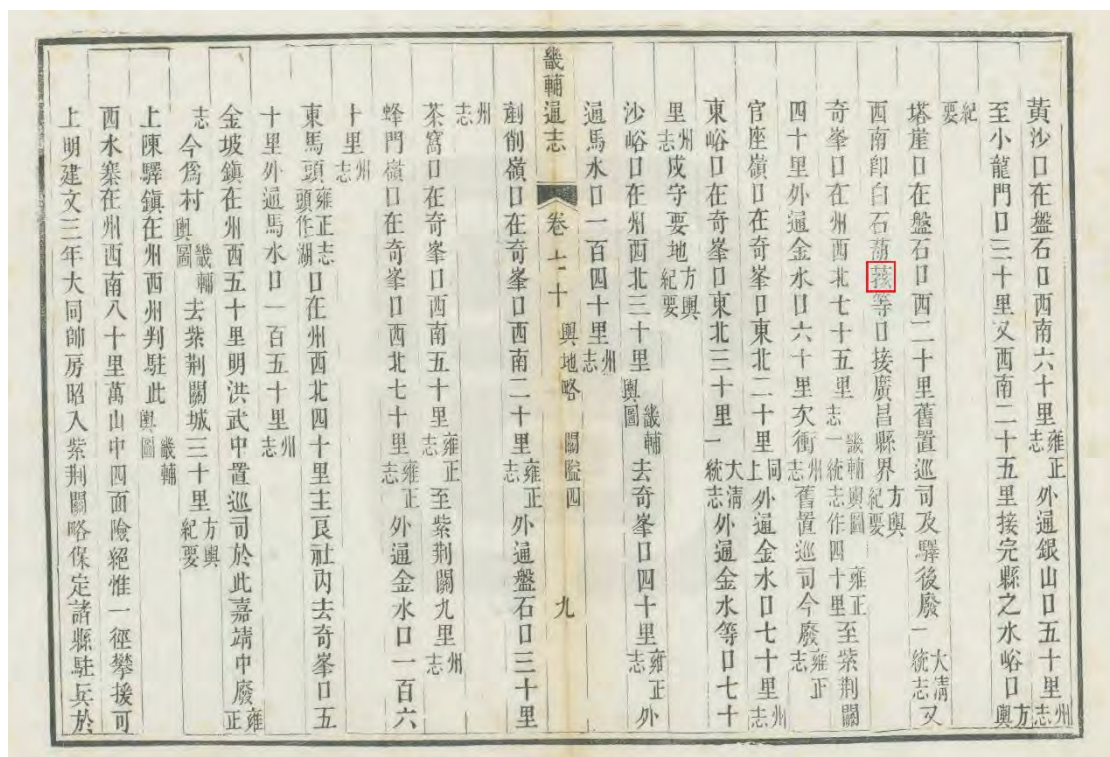 黃沙口在盤石口西南六十里雍正志外通銀山口五十里州志
至小龍門口三十里又西南二十五里接完縣之水峪口方輿
紀要
塔崖口在盤石口西二十里舊置巡司及驛後廢大清一統志又
西南卽白石蒲等口接廣昌縣界方輿紀要
奇峯口在州西北七十五里畿輔輿圖雍正志一統志作四十里至紫荆關
四十里外通金水口六十里次衝州志舊置巡司今廢雍正志
官座嶺口在奇峯口東北二十里同上外通金水口七十里州志
東峪口在奇峯口東北三十里大清一統志外通金水等口七十
里州志戍守要地方輿紀要
沙峪口在州西北三十里畿輔輿圖去奇峯口四十里雍正志外
通馬水口一百四十里州志
畿輔通志 卷七十 輿地略 關隘四 九
剷削嶺口在奇峯口西南二十里雍正志外通盤石口三十里
州志
茶窩口在奇峯口西南五十里雍正志至紫荆關九里州志
蜂門嶺口在奇峯口西北七十里雍正志外通金水口一百六
十里州志
東馬頭雍正志頭作湖口在州西北四十里主良社內去奇峯口五
十里外通馬水口一百五十里州志
金坡鎮在州西五十里明洪武中置巡司於此嘉靖中廢雍正
志今爲村畿輔輿圖去紫荆關城三十里方輿紀要
上陳驛鎮在州西州判駐此畿輔輿圖
西水寨在州西南八十里萬山中四面險絕惟一徑攀援可
上明建文三年大同帥房昭入紫荆關略保定諸縣駐兵於